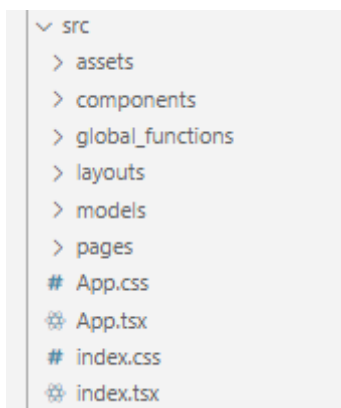 src
assets
components
global_functions
layouts
models
pages
# App.css
App.tsx
# index.css
index.tsx